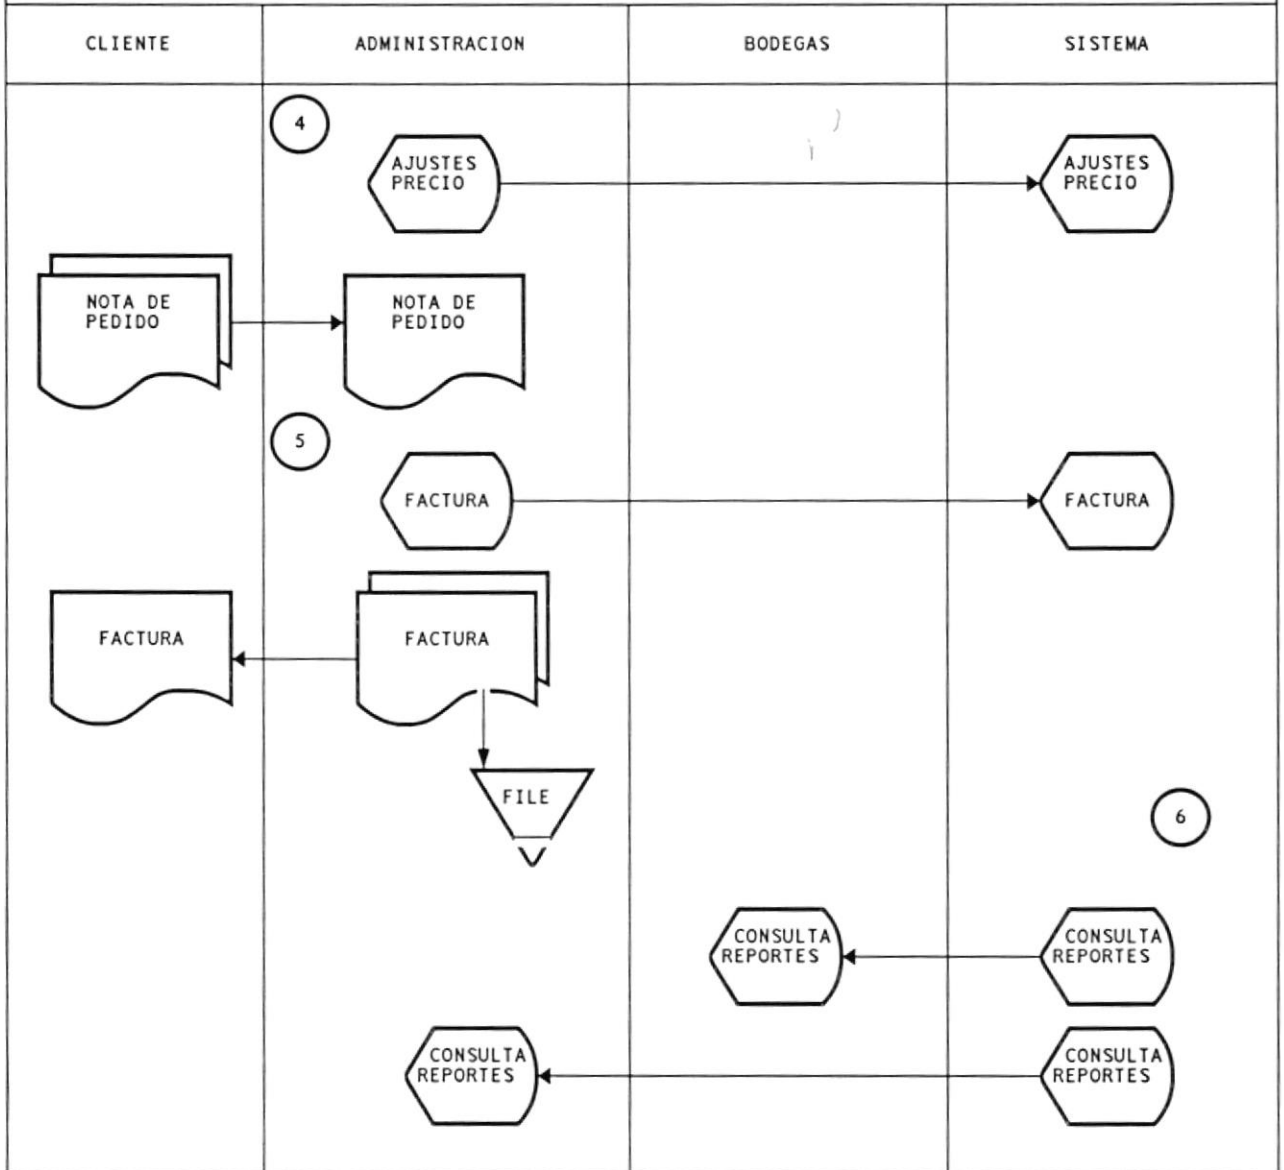 CLIENTE
ADMINISTRACION
BODEGAS
SISTEMA
4
AJUSTES
PRECIO
AJUSTES
PRECIO
NOTA DE
PEDIDO
NOTA DE
PEDIDO
5
FACTURA
FACTURA
FACTURA
FACTURA
FILE
6
CONSULTA
REPORTES
CONSULTA
REPORTES
CONSULTA
REPORTES
CONSULTA
REPORTES